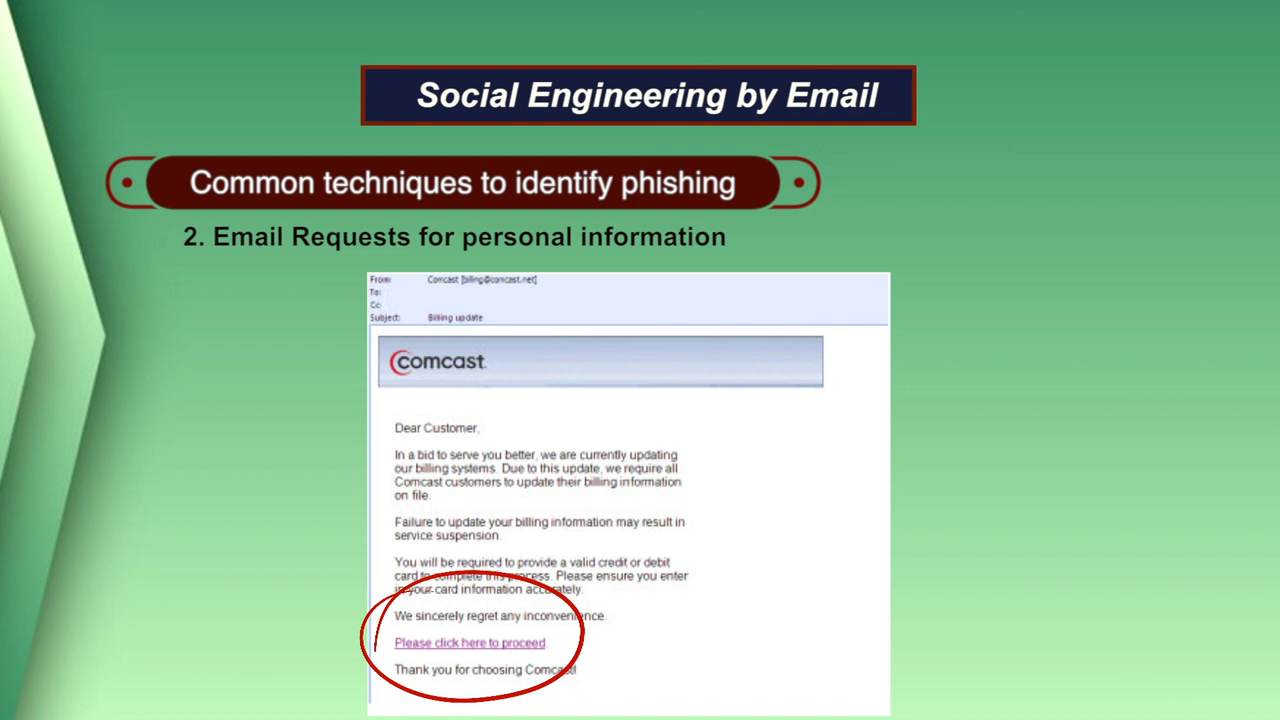 Social Engineering by Email
Common techniques to identify phishing
2. Email Requests for personal information
From: Comcast [billing@comcast.net]
To:
Cc:
Subject: Billing update
comcast.
Dear Customer,
In a bid to serve you better, we are currently updating
our billing systems. Due to this update, we require all
Comcast customers to update their billing information
on file.
Failure to update your billing information may result in
service suspension.
You will be required to provide a valid credit or debit
card to complete this process. Please ensure you enter
in your card information accurately.
We sincerely regret any inconvenience.
Please click here to proceed
Thank you for choosing Comcast!